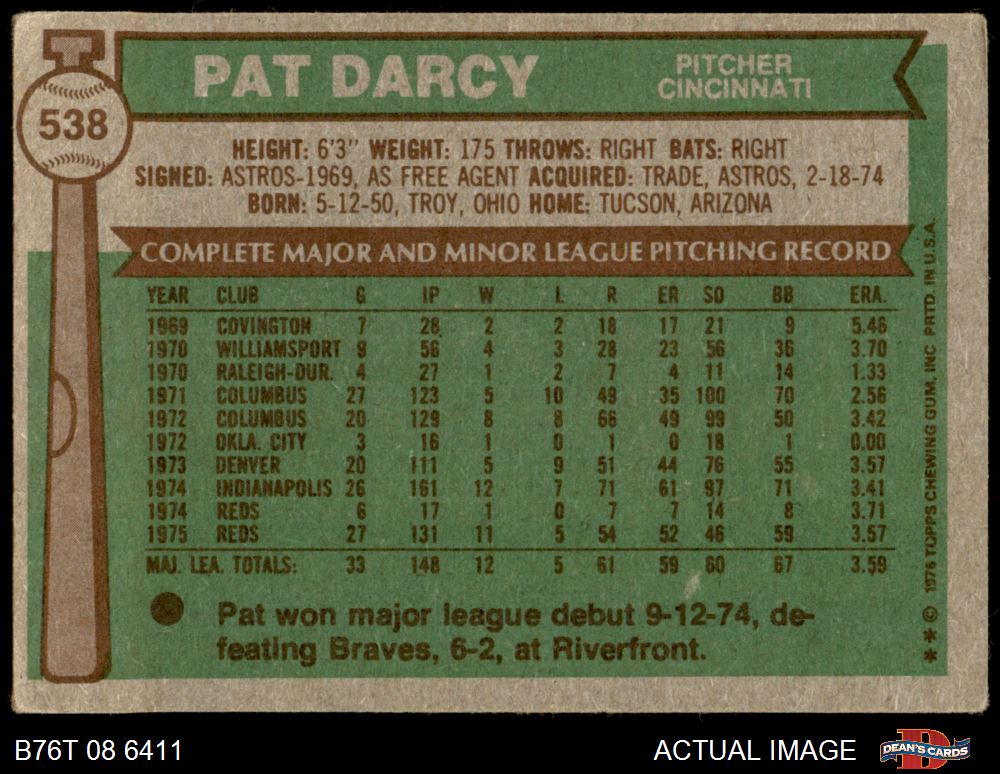 PAT DARCY
PITCHER
CINCINNATI
538
HEIGHT: 6'3" WEIGHT: 175 THROWS: RIGHT BATS: RIGHT
SIGNED: ASTROS-1969, AS FREE AGENT ACQUIRED: TRADE, ASTROS, 2-18-74
BORN: 5-12-50, TROY, OHIO HOME: TUCSON, ARIZONA
COMPLETE MAJOR AND MINOR LEAGUE PITCHING RECORD
YEAR CLUB G IP W L R ER SO BB ERA.
1969 COVINGTON 7 28 2 2 18 17 21 9 5.46
1970 WILLIAMSPORT 9 56 4 3 28 23 56 36 3.70
1970 RALEIGH-DUR. 4 27 1 2 7 4 11 14 1.33
1971 COLUMBUS 27 123 5 10 49 35 100 70 2.56
1972 COLUMBUS 20 129 8 8 66 49 99 50 3.42
1972 OKLA. CITY 3 16 1 0 1 0 18 1 0.00
1973 DENVER 20 111 5 9 51 44 76 55 3.57
1974 INDIANAPOLIS 26 161 12 7 71 61 97 71 3.41
1974 REDS 6 17 1 0 7 7 14 8 3.71
1975 REDS 27 131 11 5 54 52 46 59 3.57
MAJ. LEA. TOTALS: 33 148 12 5 61 59 60 67 3.59
Pat won major league debut 9-12-74, de-
feating Braves, 6-2, at Riverfront.
** © 1976 TOPPS CHEWING GUM, INC PRTD. IN U.S.A.
B76T 08 6411
ACTUAL IMAGE
DEAN'S CARDS